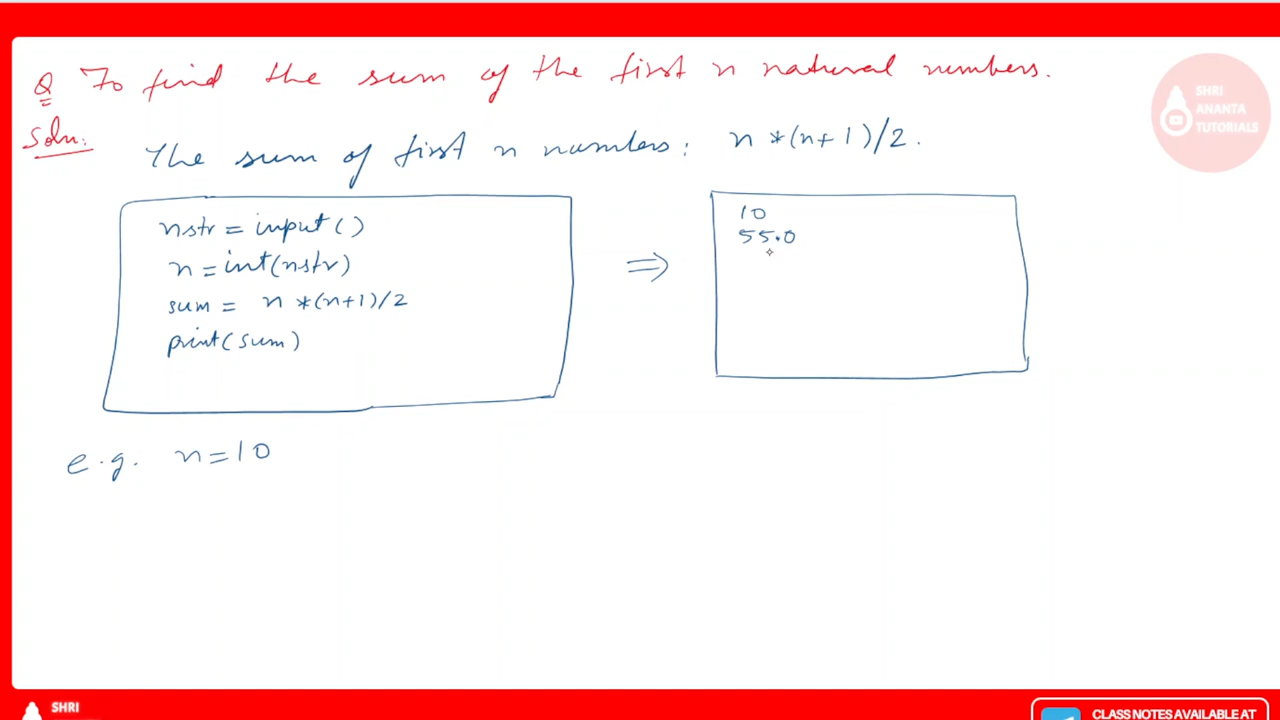 Q To find the sum of the first n natural numbers.
Soln:
The sum of first n numbers: n *(n+1)/2.
nstr = input()
n = int(nstr)
sum = n *(n+1)/2
print(sum)
⇒
10
55.0
e.g. n=10
SHRI
ANANTA
TUTORIALS
SHRI
CLASS NOTES AVAILABLE AT